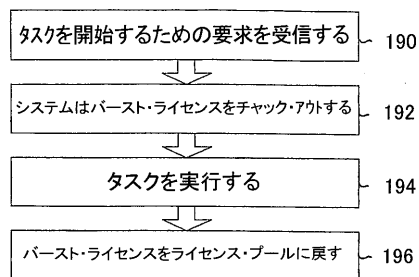 タスクを開始するための要求を受信する 190
システムはバースト・ライセンスをチャック・アウトする 192
タスクを実行する 194
バースト・ライセンスをライセンス・プールに戻す 196